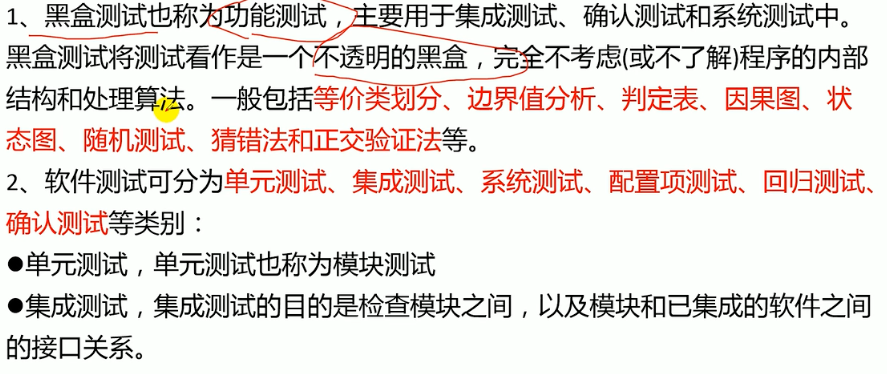 1、黑盒测试也称为功能测试，主要用于集成测试、确认测试和系统测试中。
黑盒测试将测试看作是一个不透明的黑盒，完全不考虑(或不了解)程序的内部
结构和处理算法。一般包括等价类划分、边界值分析、判定表、因果图、状
态图、随机测试、猜错法和正交验证法等。
2、软件测试可分为单元测试、集成测试、系统测试、配置项测试、回归测试、
确认测试等类别：
●单元测试，单元测试也称为模块测试
●集成测试，集成测试的目的是检查模块之间，以及模块和已集成的软件之间
的接口关系。